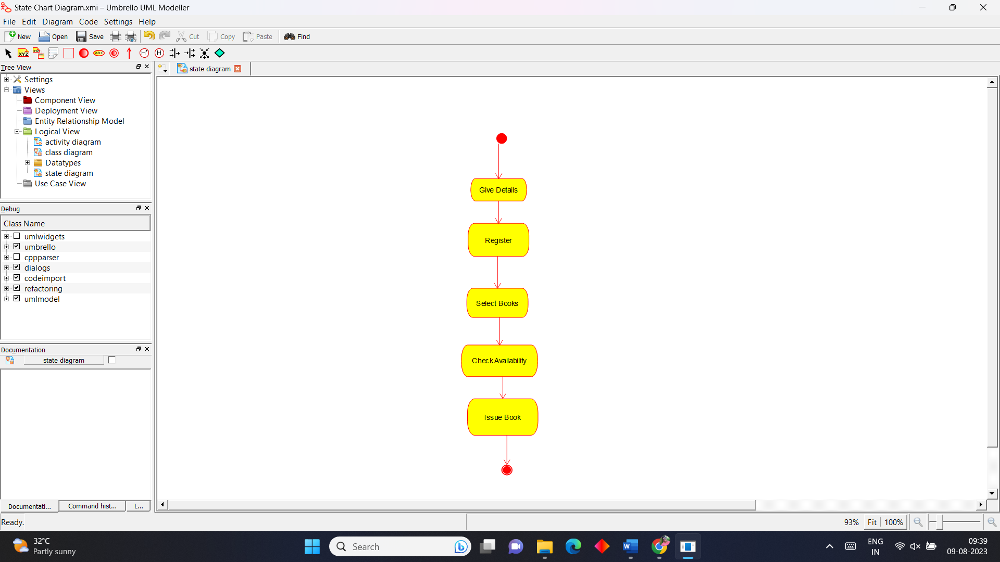 State Chart Diagram.xmi – Umbrello UML Modeller
File Edit Diagram Code Settings Help
New Open Save Cut Copy Paste Find
XYZ XYZ ABC H* H
Tree View
state diagram
Settings
Views
Component View
Deployment View
Entity Relationship Model
Logical View
activity diagram
class diagram
Datatypes
state diagram
Use Case View
Debug
Class Name
umlwidgets
umbrello
cppparser
dialogs
codeimport
refactoring
umlmodel
Documentation
state diagram
Give Details
Register
Select Books
Check Availability
Issue Book
Documentati... Command hist... L...
Ready.
93% Fit 100%
32°C
Partly sunny
Search
ENG
IN
09:39
09-08-2023